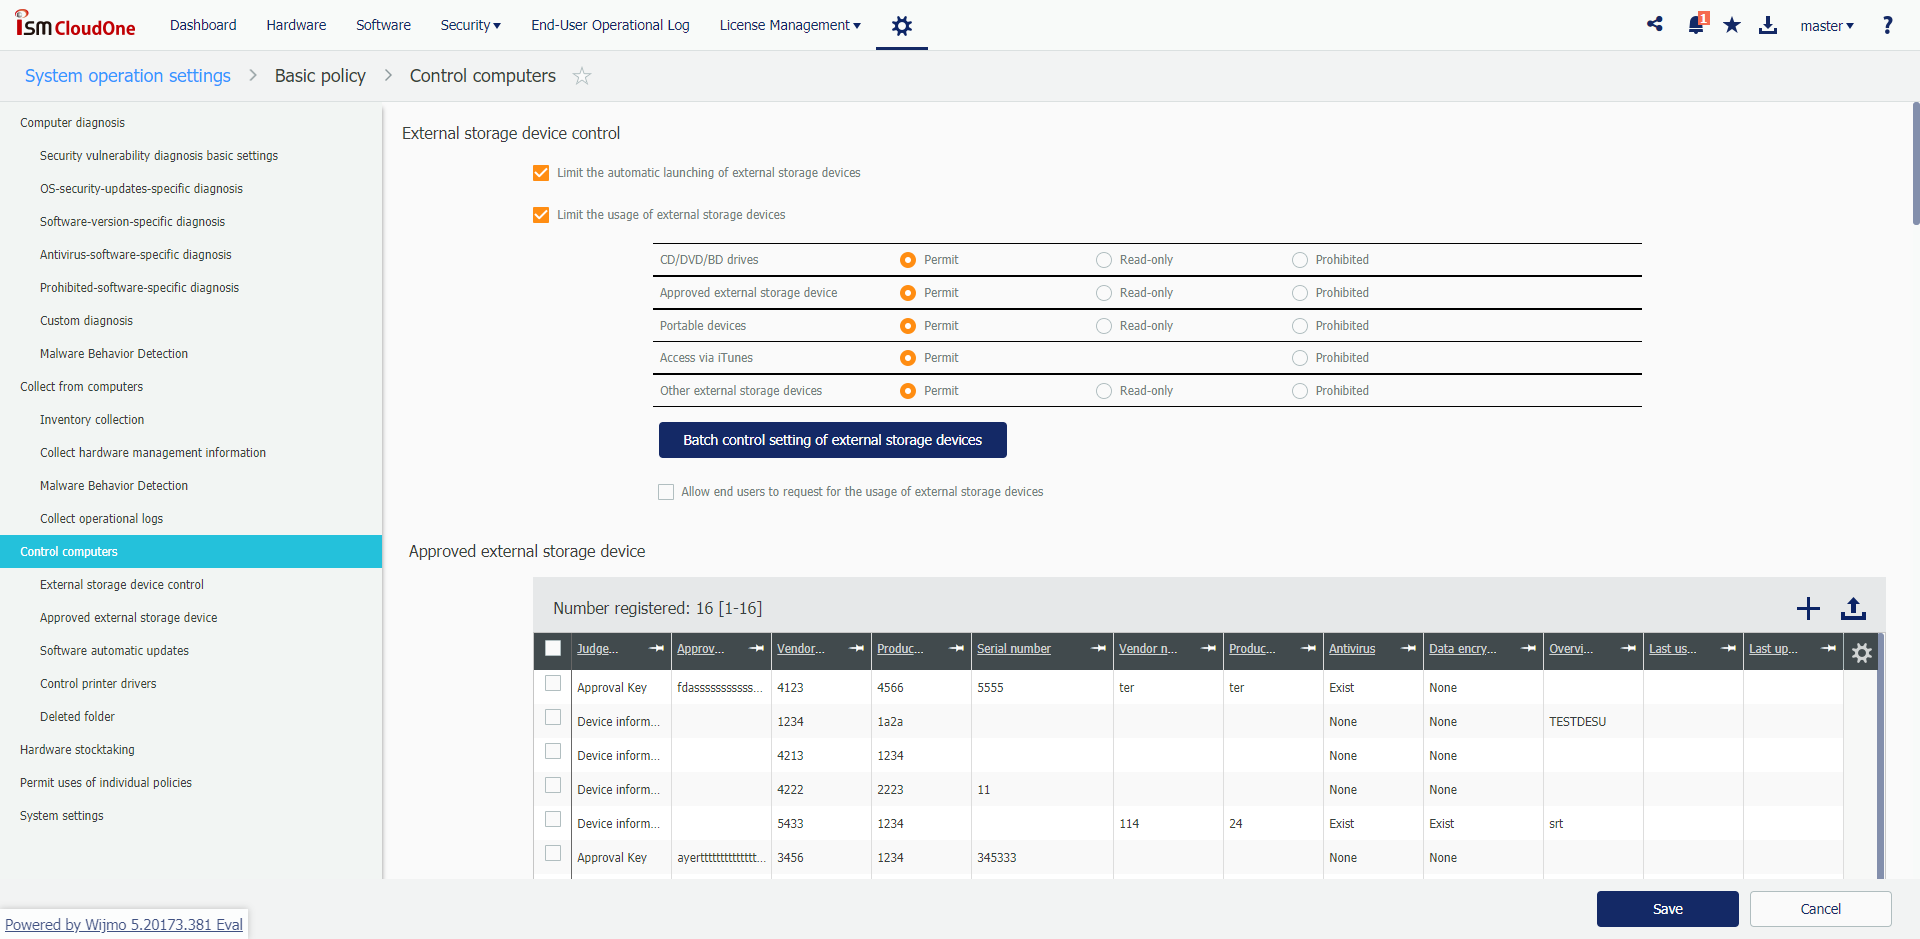 iSM CloudOne Dashboard Hardware Software Security End-User Operational Log License Management 1 master ?
System operation settings > Basic policy > Control computers
Computer diagnosis
Security vulnerability diagnosis basic settings
OS-security-updates-specific diagnosis
Software-version-specific diagnosis
Antivirus-software-specific diagnosis
Prohibited-software-specific diagnosis
Custom diagnosis
Malware Behavior Detection
Collect from computers
Inventory collection
Collect hardware management information
Malware Behavior Detection
Collect operational logs
Control computers
External storage device control
Approved external storage device
Software automatic updates
Control printer drivers
Deleted folder
Hardware stocktaking
Permit uses of individual policies
System settings
External storage device control
Limit the automatic launching of external storage devices
Limit the usage of external storage devices
CD/DVD/BD drives Permit Read-only Prohibited
Approved external storage device Permit Read-only Prohibited
Portable devices Permit Read-only Prohibited
Access via iTunes Permit Prohibited
Other external storage devices Permit Read-only Prohibited
Batch control setting of external storage devices
Allow end users to request for the usage of external storage devices
Approved external storage device
Number registered: 16 [1-16]
Judge... Approv... Vendor... Produc... Serial number Vendor n... Produc... Antivirus Data encry... Overvi... Last us... Last up...
Approval Key fdasssssssssss... 4123 4566 5555 ter ter Exist None
Device inform... 1234 1a2a None None TESTDESU
Device inform... 4213 1234 None None
Device inform... 4222 2223 11 None None
Device inform... 5433 1234 114 24 Exist Exist srt
Approval Key ayertttttttttttttt... 3456 1234 345333 None None
Save Cancel
Powered by Wijmo 5.20173.381 Eval